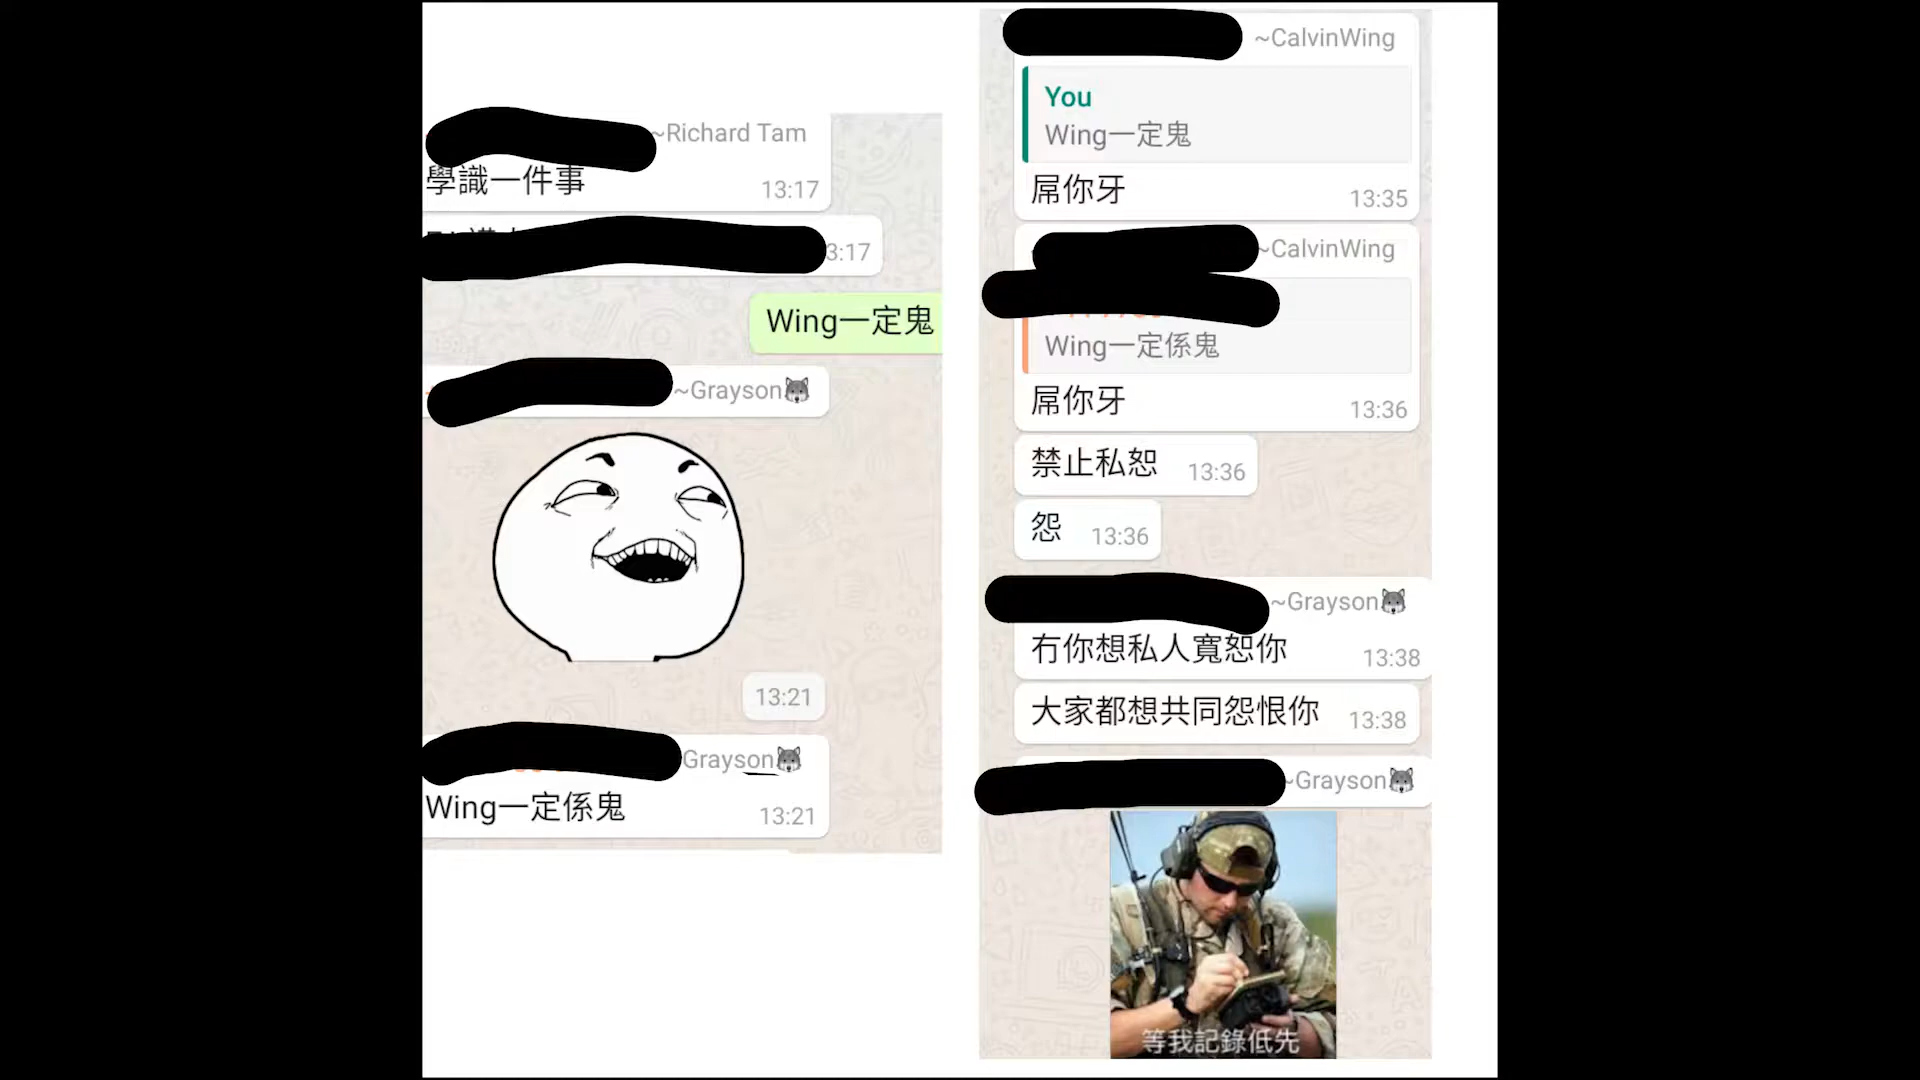 ~Richard Tam
學識一件事
13:17
3:17
Wing一定鬼
~Grayson🐺
13:21
Grayson🐺
Wing一定係鬼
13:21
~CalvinWing
You
Wing一定鬼
屌你牙
13:35
~CalvinWing
Wing一定係鬼
屌你牙
13:36
禁止私恕
13:36
怨
13:36
~Grayson🐺
冇你想私人寬恕你
13:38
大家都想共同怨恨你
13:38
~Grayson🐺
等我記錄低先